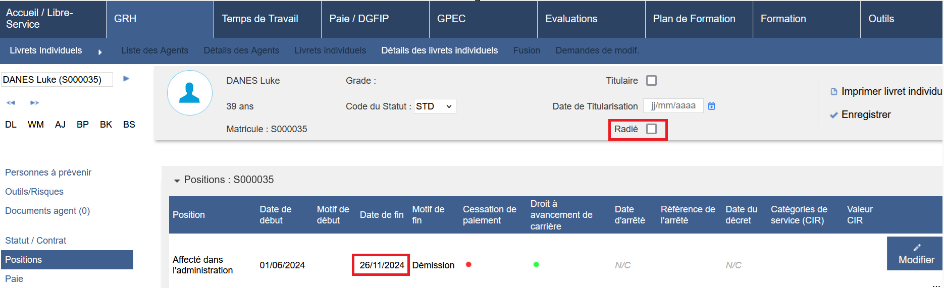 Accueil / Libre-
Service
GRH
Temps de Travail
Paie / DGFIP
GPEC
Evaluations
Plan de Formation
Formation
Outils
Livrets Individuels
Liste des Agents
Détails des Agents
Livrets individuels
Détails des livrets individuels
Fusion
Demandes de modif.
DANES Luke (S000035)
DL WM AJ BP BK BS
Personnes à prévenir
Outils/Risques
Documents agent (0)
Statut / Contrat
Positions
Paie
DANES Luke
Grade :
Titulaire
39 ans
Code du Statut : STD
Date de Titularisation jj/mm/aaaa
Matricule : S000035
Radié
Imprimer livret individu
Enregistrer
Positions : S000035
Position
Date de
début
Motif de
début
Date de fin
Motif de
fin
Cessation de
paiement
Droit à
avancement de
carrière
Date
d'arrêté
Référence de
l'arrêté
Date du
décret
Catégories de
service (CIR)
Valeur
CIR
Affecté dans
l'administration
01/06/2024
26/11/2024
Démission
N/C
N/C
Modifier
...